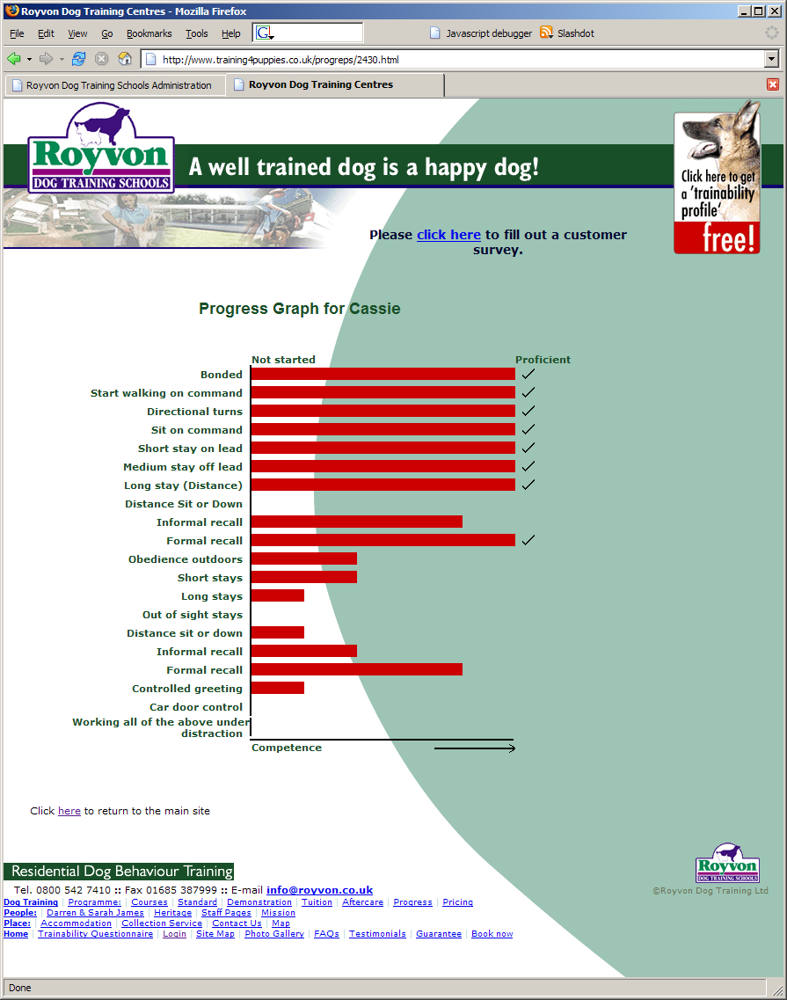 Royvon Dog Training Centres - Mozilla Firefox
File Edit View Go Bookmarks Tools Help G Javascript debugger Slashdot
http://www.training4puppies.co.uk/progreps/2430.html
Royvon Dog Training Schools Administration Royvon Dog Training Centres
Royvon
DOG TRAINING SCHOOLS
A well trained dog is a happy dog!
Click here to get
a 'trainability
profile'
free!
Please click here to fill out a customer
survey.
Progress Graph for Cassie
Not started Proficient
Bonded
Start walking on command
Directional turns
Sit on command
Short stay on lead
Medium stay off lead
Long stay (Distance)
Distance Sit or Down
Informal recall
Formal recall
Obedience outdoors
Short stays
Long stays
Out of sight stays
Distance sit or down
Informal recall
Formal recall
Controlled greeting
Car door control
Working all of the above under
distraction
Competence
Click here to return to the main site
Royvon
DOG TRAINING SCHOOLS
©Royvon Dog Training Ltd
Residential Dog Behaviour Training
Tel. 0800 542 7410 :: Fax 01685 387999 :: E-mail info@royvon.co.uk
Dog Training | Programme: | Courses | Standard | Demonstration | Tuition | Aftercare | Progress | Pricing
People: | Darren & Sarah James | Heritage | Staff Pages | Mission
Place: | Accommodation | Collection Service | Contact Us | Map
Home | Trainability Questionnaire | Login | Site Map | Photo Gallery | FAQs | Testimonials | Guarantee | Book now
Done